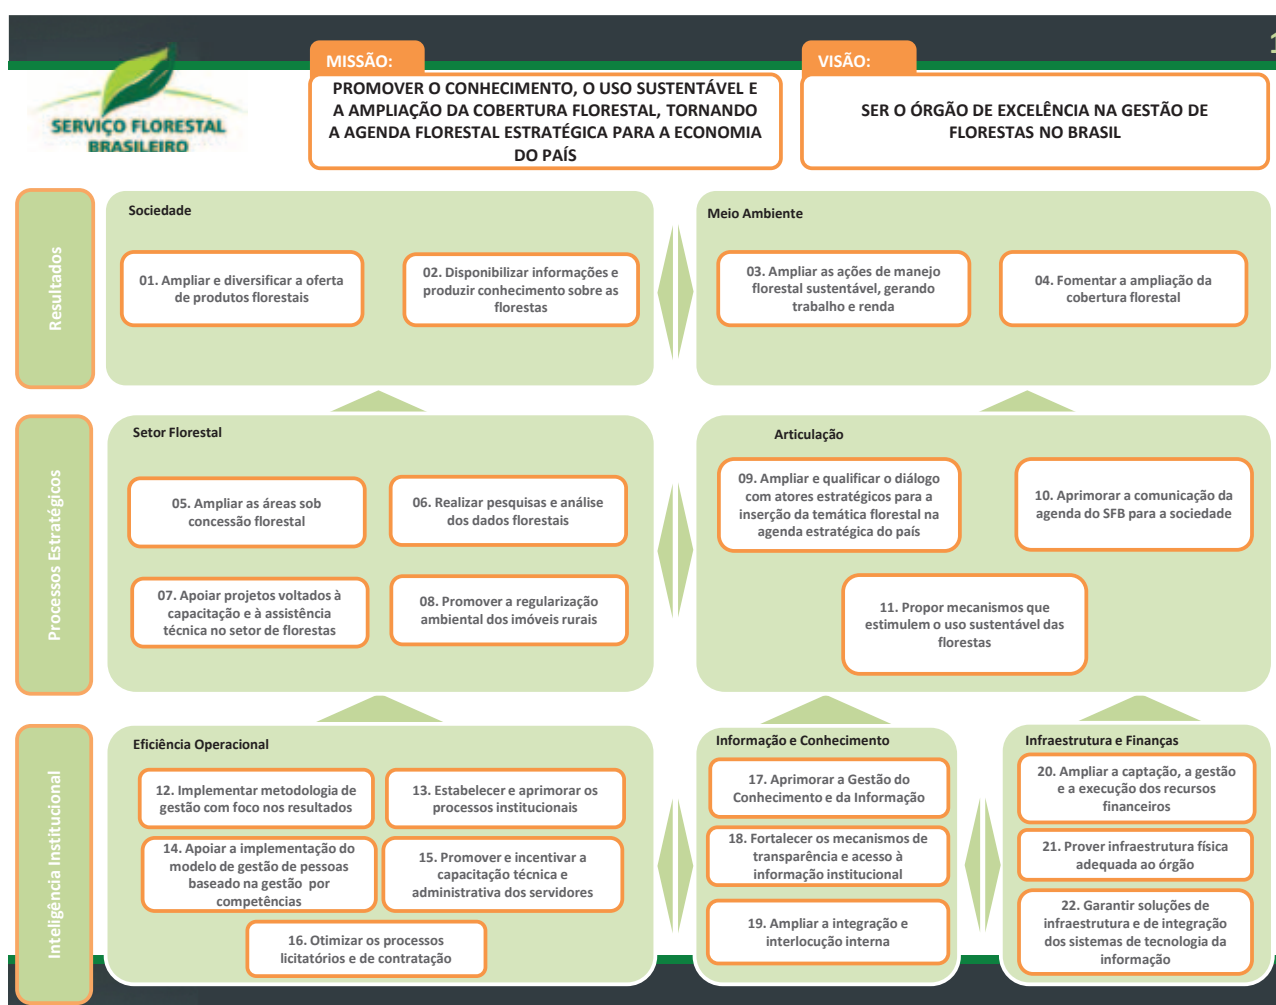 1
MISSÃO:
VISÃO:
PROMOVER O CONHECIMENTO, O USO SUSTENTÁVEL E
A AMPLIAÇÃO DA COBERTURA FLORESTAL, TORNANDO
A AGENDA FLORESTAL ESTRATÉGICA PARA A ECONOMIA
DO PAÍS
SER O ÓRGÃO DE EXCELÊNCIA NA GESTÃO DE
FLORESTAS NO BRASIL
SERVIÇO FLORESTAL
BRASILEIRO
Resultados
Sociedade
01. Ampliar e diversificar a oferta
de produtos florestais
02. Disponibilizar informações e
produzir conhecimento sobre as
florestas
Meio Ambiente
03. Ampliar as ações de manejo
florestal sustentável, gerando
trabalho e renda
04. Fomentar a ampliação da
cobertura florestal
Processos Estratégicos
Setor Florestal
05. Ampliar as áreas sob
concessão florestal
06. Realizar pesquisas e análise
dos dados florestais
07. Apoiar projetos voltados à
capacitação e à assistência
técnica no setor de florestas
08. Promover a regularização
ambiental dos imóveis rurais
Articulação
09. Ampliar e qualificar o diálogo
com atores estratégicos para a
inserção da temática florestal na
agenda estratégica do país
10. Aprimorar a comunicação da
agenda do SFB para a sociedade
11. Propor mecanismos que
estimulem o uso sustentável das
florestas
Inteligência Institucional
Eficiência Operacional
12. Implementar metodologia de
gestão com foco nos resultados
13. Estabelecer e aprimorar os
processos institucionais
14. Apoiar a implementação do
modelo de gestão de pessoas
baseado na gestão por
competências
15. Promover e incentivar a
capacitação técnica e
administrativa dos servidores
16. Otimizar os processos
licitatórios e de contratação
Informação e Conhecimento
17. Aprimorar a Gestão do
Conhecimento e da Informação
18. Fortalecer os mecanismos de
transparência e acesso à
informação institucional
19. Ampliar a integração e
interlocução interna
Infraestrutura e Finanças
20. Ampliar a captação, a gestão
e a execução dos recursos
financeiros
21. Prover infraestrutura física
adequada ao órgão
22. Garantir soluções de
infraestrutura e de integração
dos sistemas de tecnologia da
informação